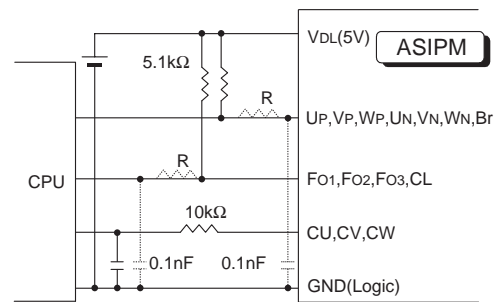 VDL(5V)
ASIPM
5.1kΩ
R
UP,VP,WP,UN,VN,WN,Br
R
CPU
FO1,FO2,FO3,CL
10kΩ
CU,CV,CW
0.1nF
0.1nF
GND(Logic)